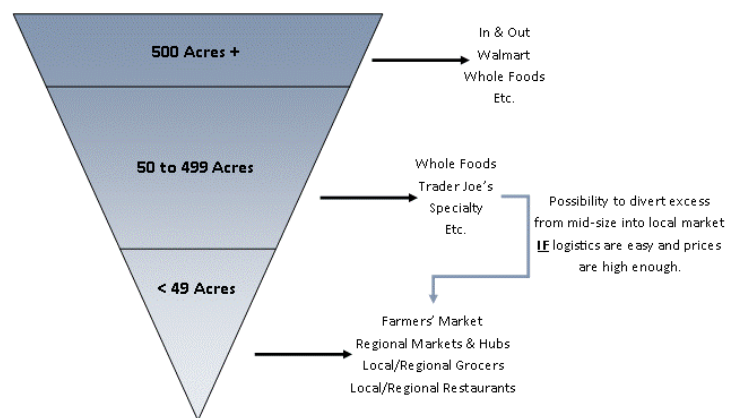 500 Acres +
In & Out
Walmart
Whole Foods
Etc.
50 to 499 Acres
Whole Foods
Trader Joe's
Specialty
Etc.
Possibility to divert excess
from mid-size into local market
IF logistics are easy and prices
are high enough.
< 49 Acres
Farmers' Market
Regional Markets & Hubs
Local/Regional Grocers
Local/Regional Restaurants